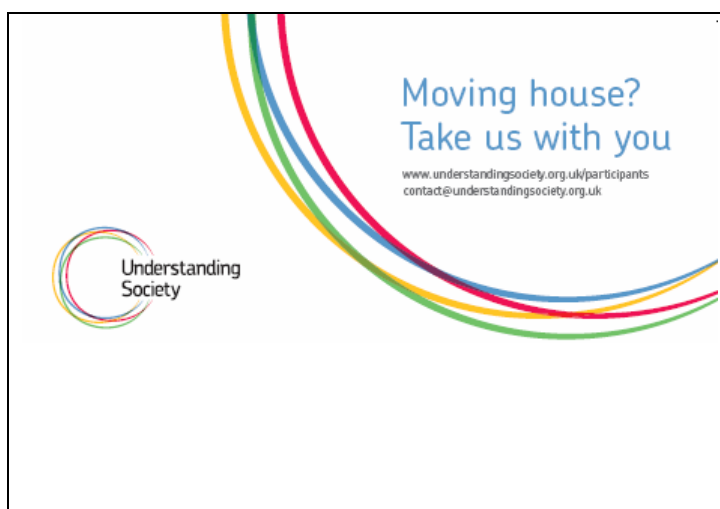 Moving house?
Take us with you
www.understandingsociety.org.uk/participants
contact@understandingsociety.org.uk
Understanding
Society